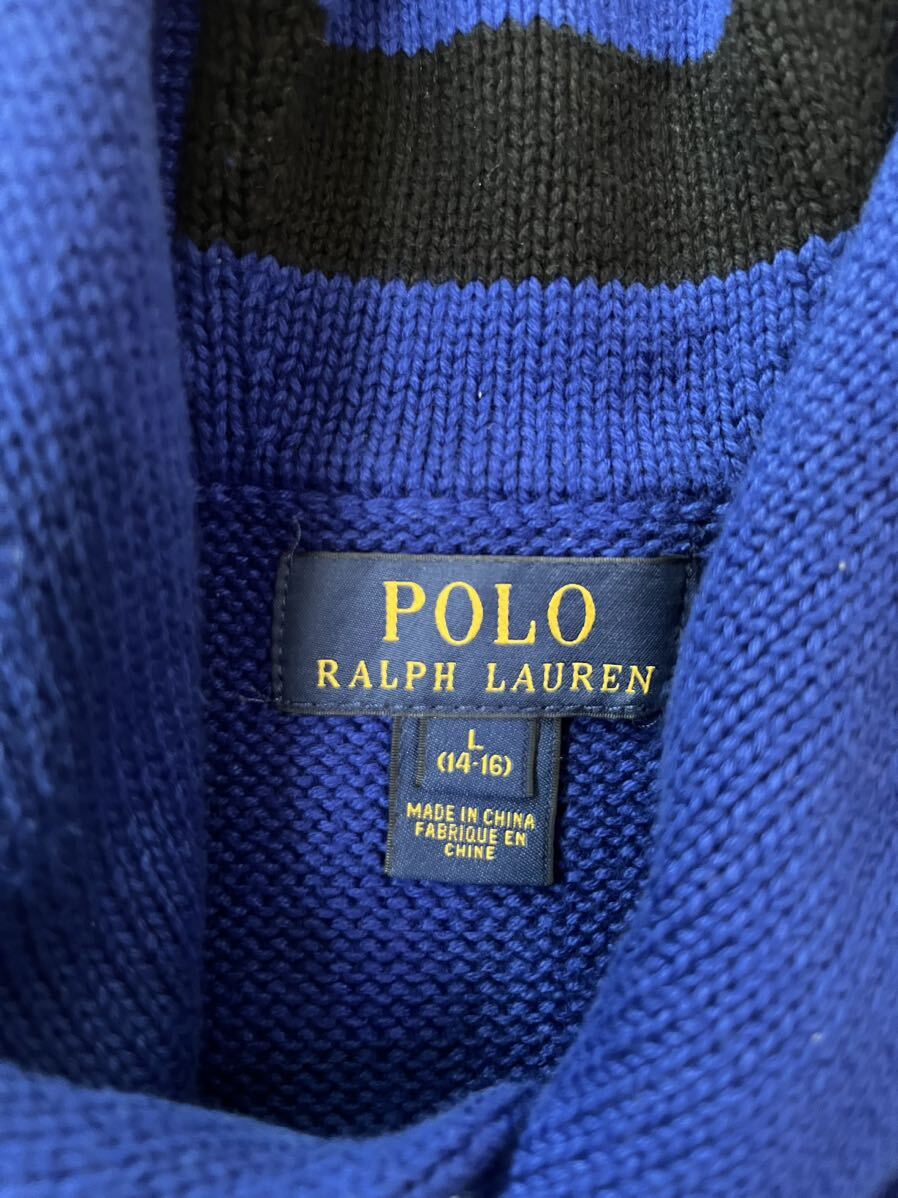 POLO
RALPH LAUREN
L
(14-16)
MADE IN CHINA
FABRIQUE EN
CHINE